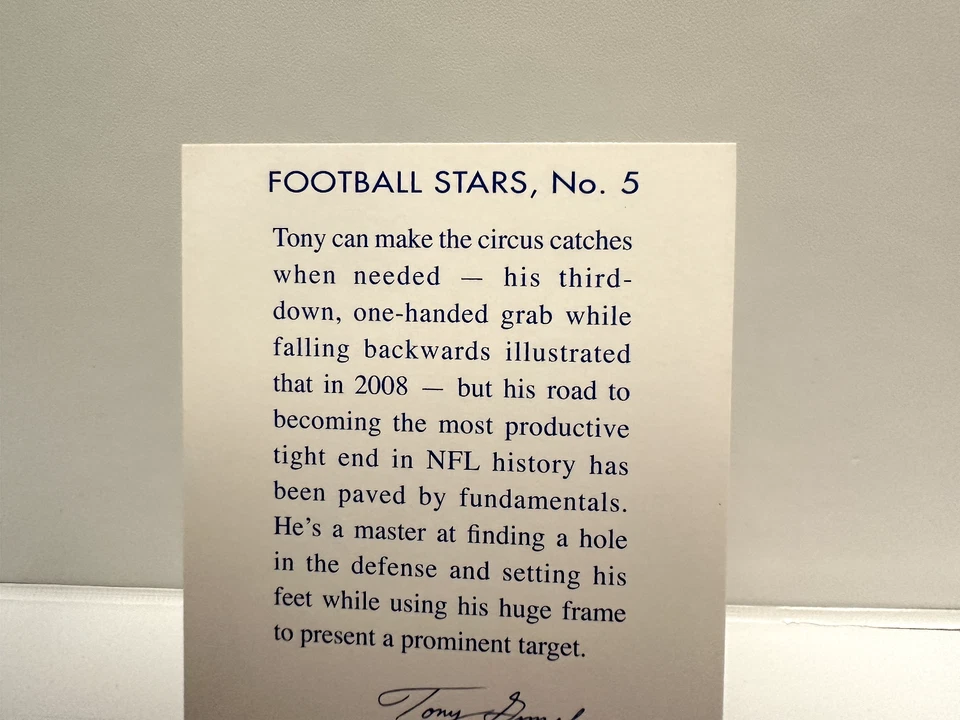 FOOTBALL STARS, No. 5
Tony can make the circus catches
when needed — his third-
down, one-handed grab while
falling backwards illustrated
that in 2008 — but his road to
becoming the most productive
tight end in NFL history has
been paved by fundamentals.
He's a master at finding a hole
in the defense and setting his
feet while using his huge frame
to present a prominent target.
Tony